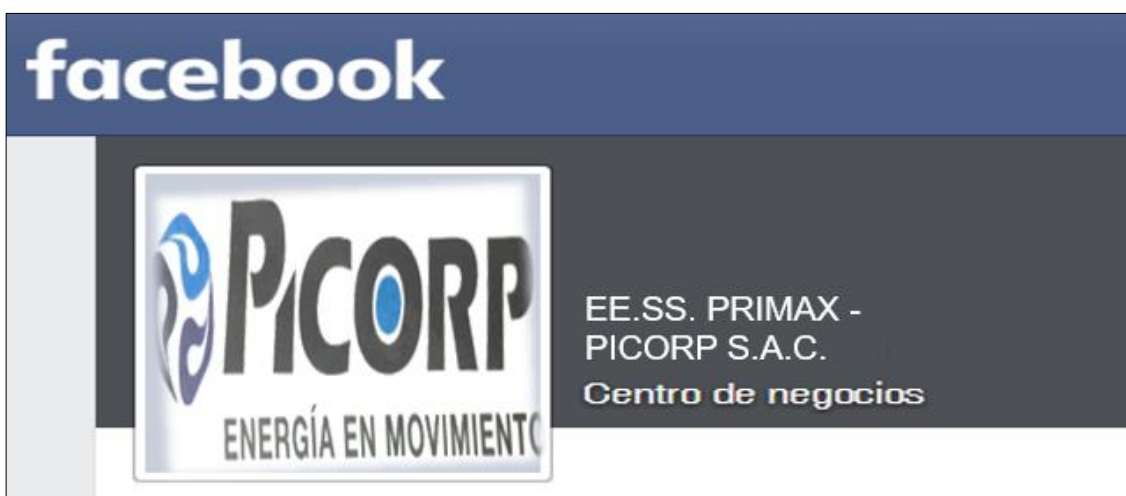 facebook
PICORP
ENERGÍA EN MOVIMIENTO
EE.SS. PRIMAX -
PICORP S.A.C.
Centro de negocios